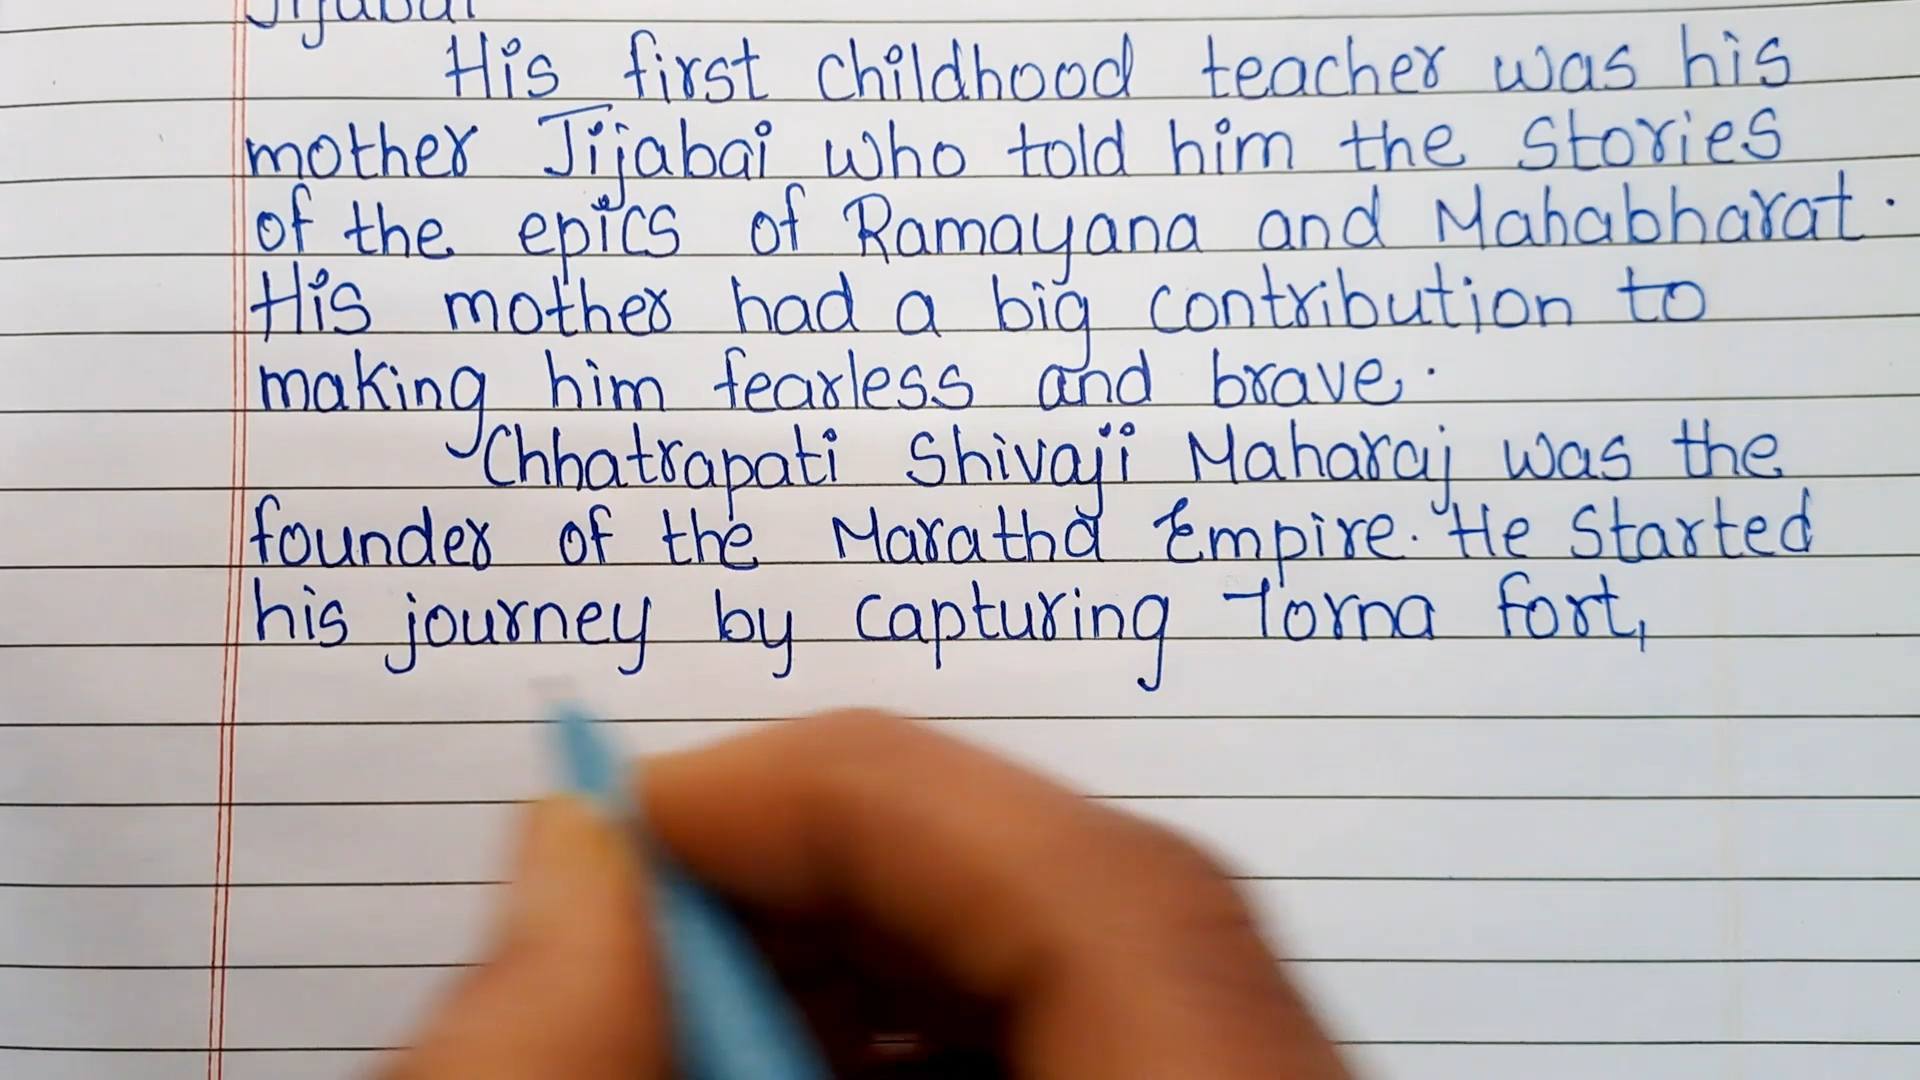 Jijabai
His first childhood teacher was his
mother Jijabai who told him the Stories
of the epics of Ramayana and Mahabharat.
His mother had a big contribution to
making him fearless and brave.
Chhatrapati Shivaji Maharaj was the
founder of the Maratha Empire. He Started
his journey by capturing Torna fort,